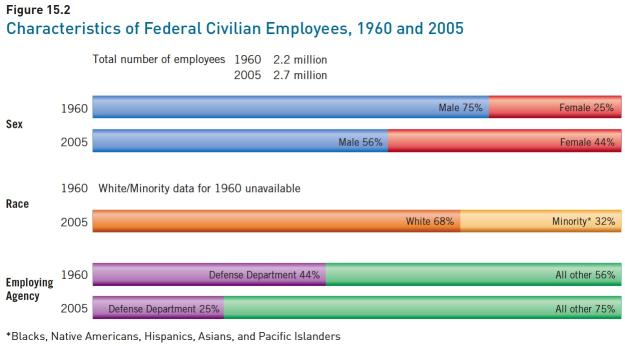 Figure 15.2
Characteristics of Federal Civilian Employees, 1960 and 2005
Total number of employees 1960 2.2 million
2005 2.7 million
Sex
1960 Male 75% Female 25%
2005 Male 56% Female 44%
Race
1960 White/Minority data for 1960 unavailable
2005 White 68% Minority* 32%
Employing
Agency
1960 Defense Department 44% All other 56%
2005 Defense Department 25% All other 75%
*Blacks, Native Americans, Hispanics, Asians, and Pacific Islanders